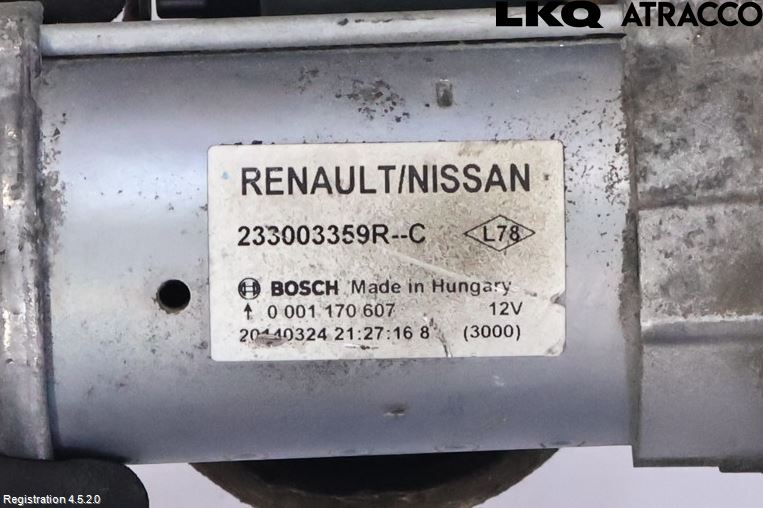 LKQ ATRACCO
RENAULT/NISSAN
233003359R--C L78
BOSCH Made in Hungary
0 001 170 607 12V
20140324 21:27:16 8 (3000)
Registration 4.5.2.0